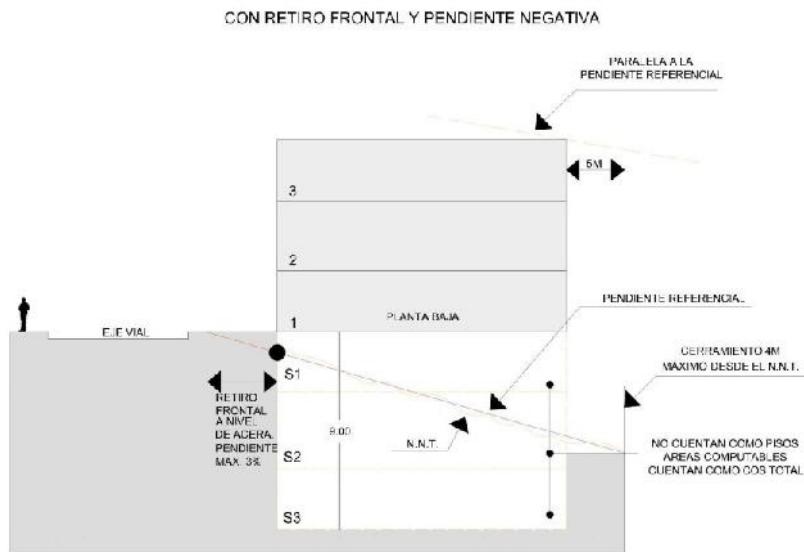 CON RETIRO FRONTAL Y PENDIENTE NEGATIVA
PARALELA A LA
PENDIENTE REFERENCIAL
5M
3
2
1
PLANTA BAJA
PENDIENTE REFERENCIAL
EJE VIAL
CERRAMIENTO 4M
MÁXIMO DESDE EL N.N.T.
S1
RETIRO
FRONTAL
A NIVEL
DE ACERA.
PENDIENTE
MAX. 3%
9.00
N.N.T.
S2
NO CUENTAN COMO PISOS
AREAS COMPUTABLES
CUENTAN COMO COS TOTAL
S3